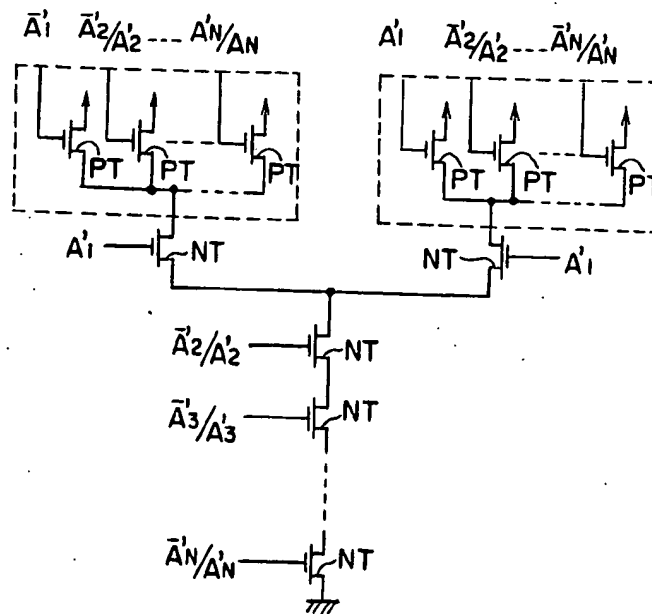 Ā'1 Ā'2/A'2 ---- A'N/AN
A'1 Ā'2/A'2 ---- Ā'N/A'N
PT PT PT
PT PT PT
A'1 NT
NT A'1
Ā'2/A'2 NT
Ā'3/A'3 NT
Ā'N/A'N NT